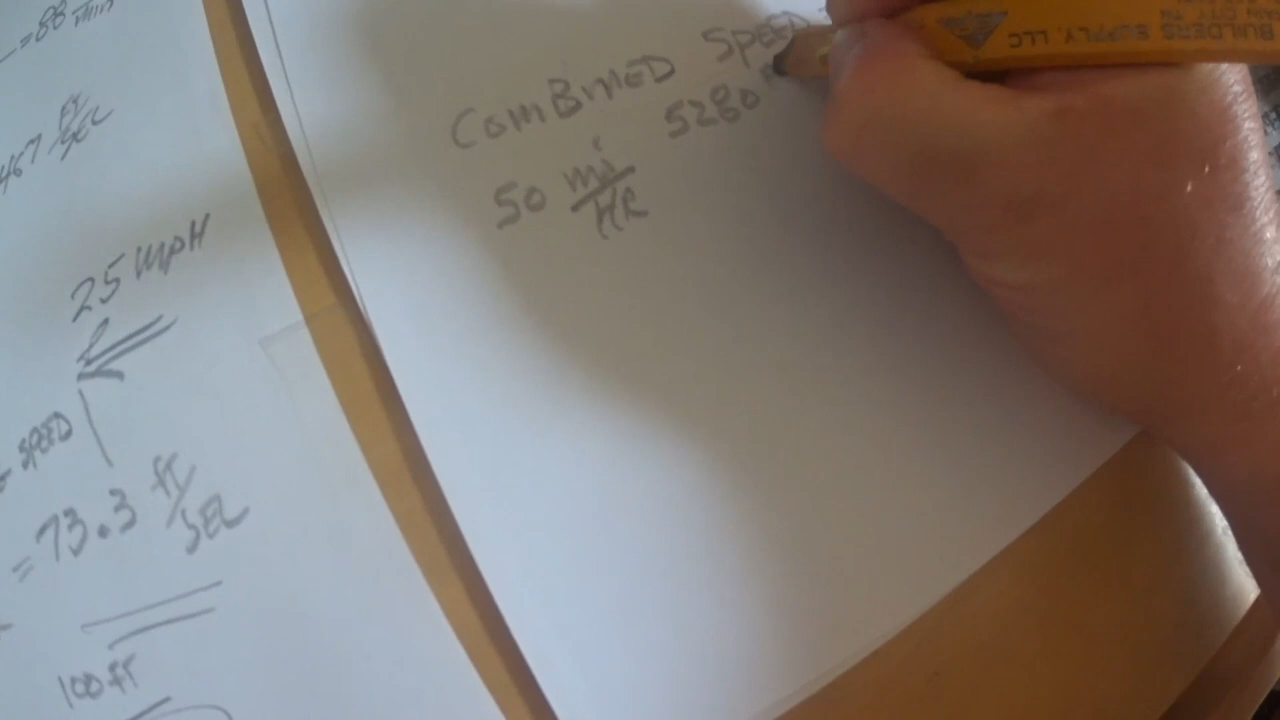 =88 /min
467 FT/SEC
25 MPH
SPEED
=73.3 FT/SEC
100 FT
COMBINED SPEED
50 mi/HR 5280
BUILDERS SUPPLY, LLC